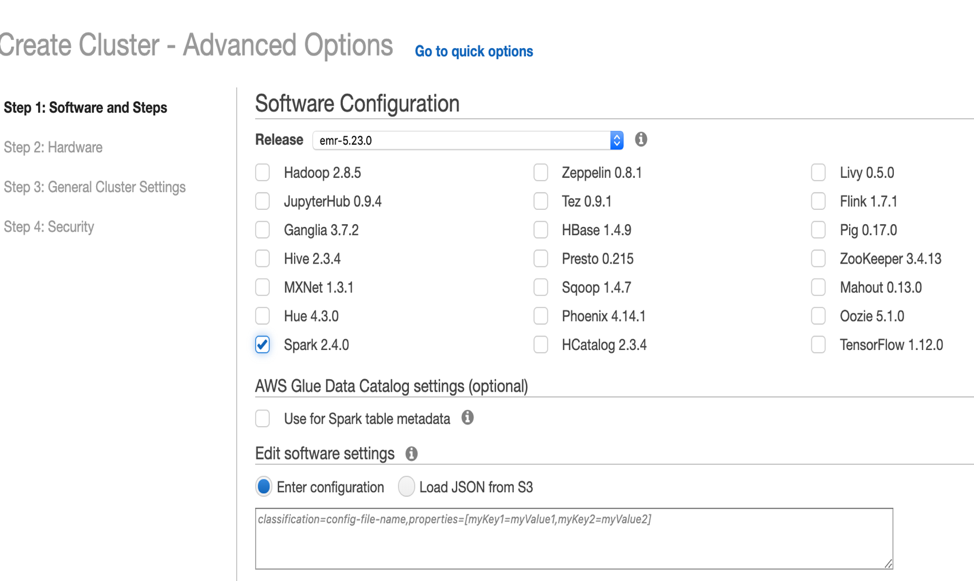 Create Cluster - Advanced Options Go to quick options
Step 1: Software and Steps
Step 2: Hardware
Step 3: General Cluster Settings
Step 4: Security
Software Configuration
Release emr-5.23.0
Hadoop 2.8.5 Zeppelin 0.8.1 Livy 0.5.0
JupyterHub 0.9.4 Tez 0.9.1 Flink 1.7.1
Ganglia 3.7.2 HBase 1.4.9 Pig 0.17.0
Hive 2.3.4 Presto 0.215 ZooKeeper 3.4.13
MXNet 1.3.1 Sqoop 1.4.7 Mahout 0.13.0
Hue 4.3.0 Phoenix 4.14.1 Oozie 5.1.0
Spark 2.4.0 HCatalog 2.3.4 TensorFlow 1.12.0
AWS Glue Data Catalog settings (optional)
Use for Spark table metadata
Edit software settings
Enter configuration Load JSON from S3
classification=config-file-name,properties=[myKey1=myValue1,myKey2=myValue2]